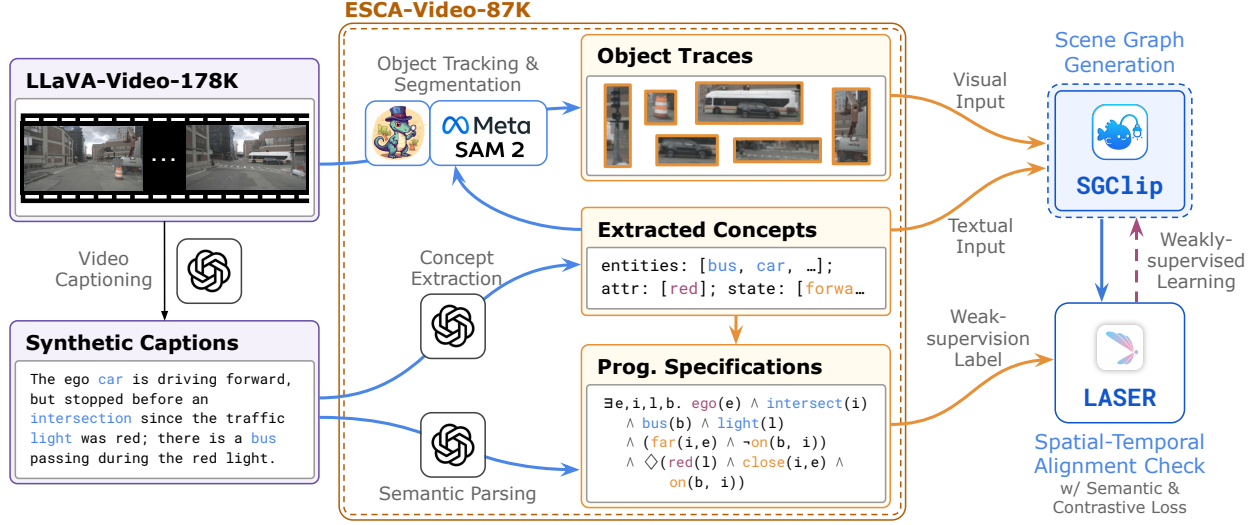 ESCA-Video-87K
LLaVA-Video-178K
...
Video
Captioning
Synthetic Captions
The ego car is driving forward,
but stopped before an
intersection since the traffic
light was red; there is a bus
passing during the red light.
Object Tracking &
Segmentation
Meta
SAM 2
Concept
Extraction
Semantic Parsing
Object Traces
Extracted Concepts
entities: [bus, car, …];
attr: [red]; state: [forwa…
Prog. Specifications
∃e,i,l,b. ego(e) ∧ intersect(i)
∧ bus(b) ∧ light(l)
∧ (far(i,e) ∧ ¬on(b, i))
∧ ◇(red(l) ∧ close(i,e) ∧
on(b, i))
Visual
Input
Textual
Input
Weak-
supervision
Label
Scene Graph
Generation
SGClip
Weakly-
supervised
Learning
LASER
Spatial-Temporal
Alignment Check
w/ Semantic &
Contrastive Loss